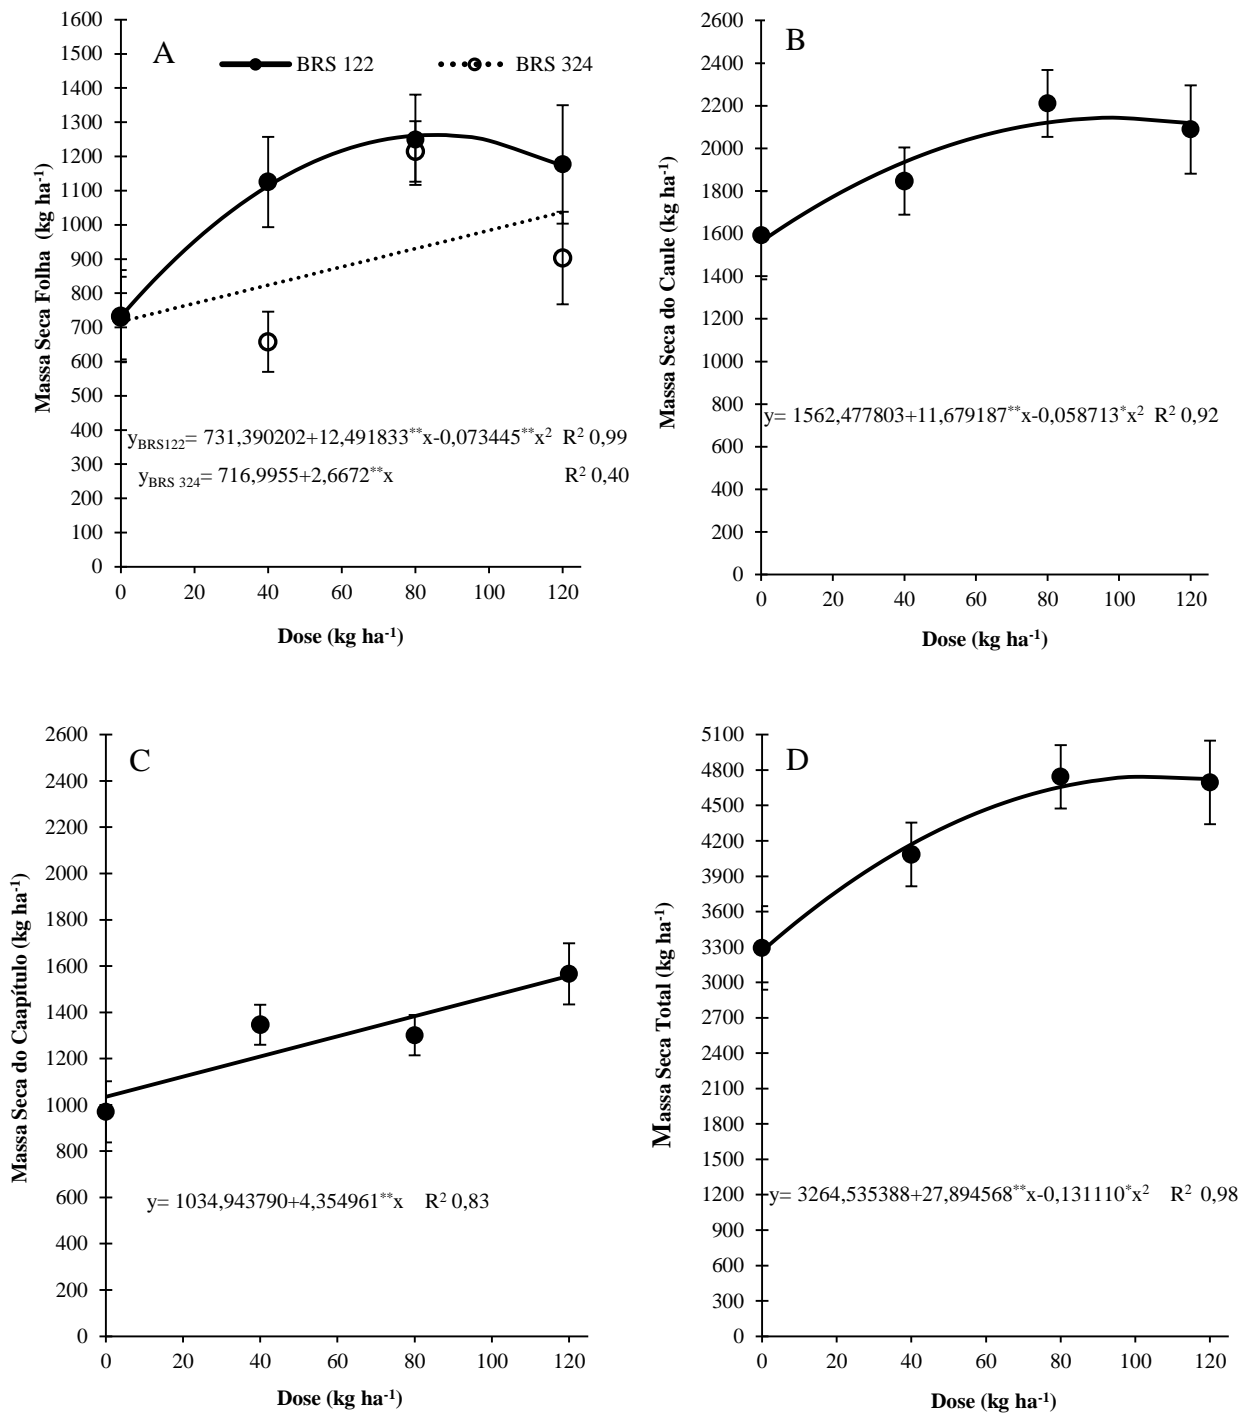 A
BRS 122
BRS 324
1600
1500
1400
1300
1200
1100
1000
900
800
700
600
500
400
300
200
100
0
Massa Seca Folha (kg ha-1)
yBRS122= 731,390202+12,491833**x-0,073445**x² R² 0,99
yBRS 324= 716,9955+2,6672**x R² 0,40
0 20 40 60 80 100 120
Dose (kg ha-1)
B
2600
2400
2200
2000
1800
1600
1400
1200
1000
800
600
400
200
0
Massa Seca do Caule (kg ha-1)
y= 1562,477803+11,679187**x-0,058713*x² R² 0,92
0 20 40 60 80 100 120
Dose (kg ha-1)
C
2600
2400
2200
2000
1800
1600
1400
1200
1000
800
600
400
200
0
Massa Seca do Caapítulo (kg ha-1)
y= 1034,943790+4,354961**x R² 0,83
0 20 40 60 80 100 120
Dose (kg ha-1)
D
5100
4800
4500
4200
3900
3600
3300
3000
2700
2400
2100
1800
1500
1200
900
600
300
0
Massa Seca Total (kg ha-1)
y= 3264,535388+27,894568**x-0,131110*x² R² 0,98
0 20 40 60 80 100 120
Dose (kg ha-1)